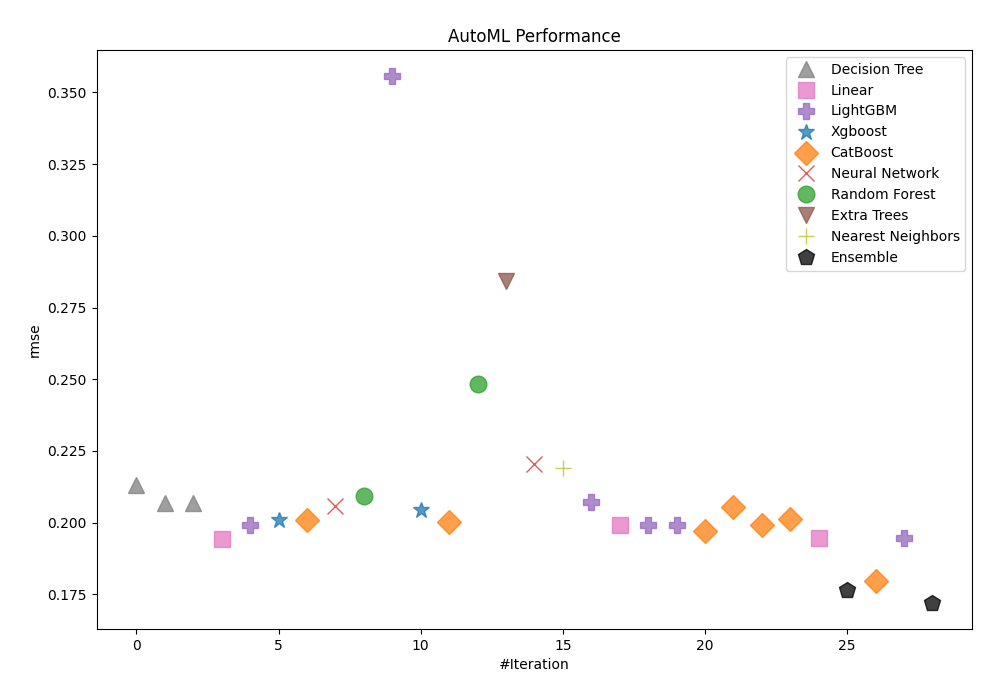 AutoML Performance
Decision Tree
Linear
LightGBM
Xgboost
CatBoost
Neural Network
Random Forest
Extra Trees
Nearest Neighbors
Ensemble
rmse
0.350
0.325
0.300
0.275
0.250
0.225
0.200
0.175
0
5
10
15
20
25
#Iteration